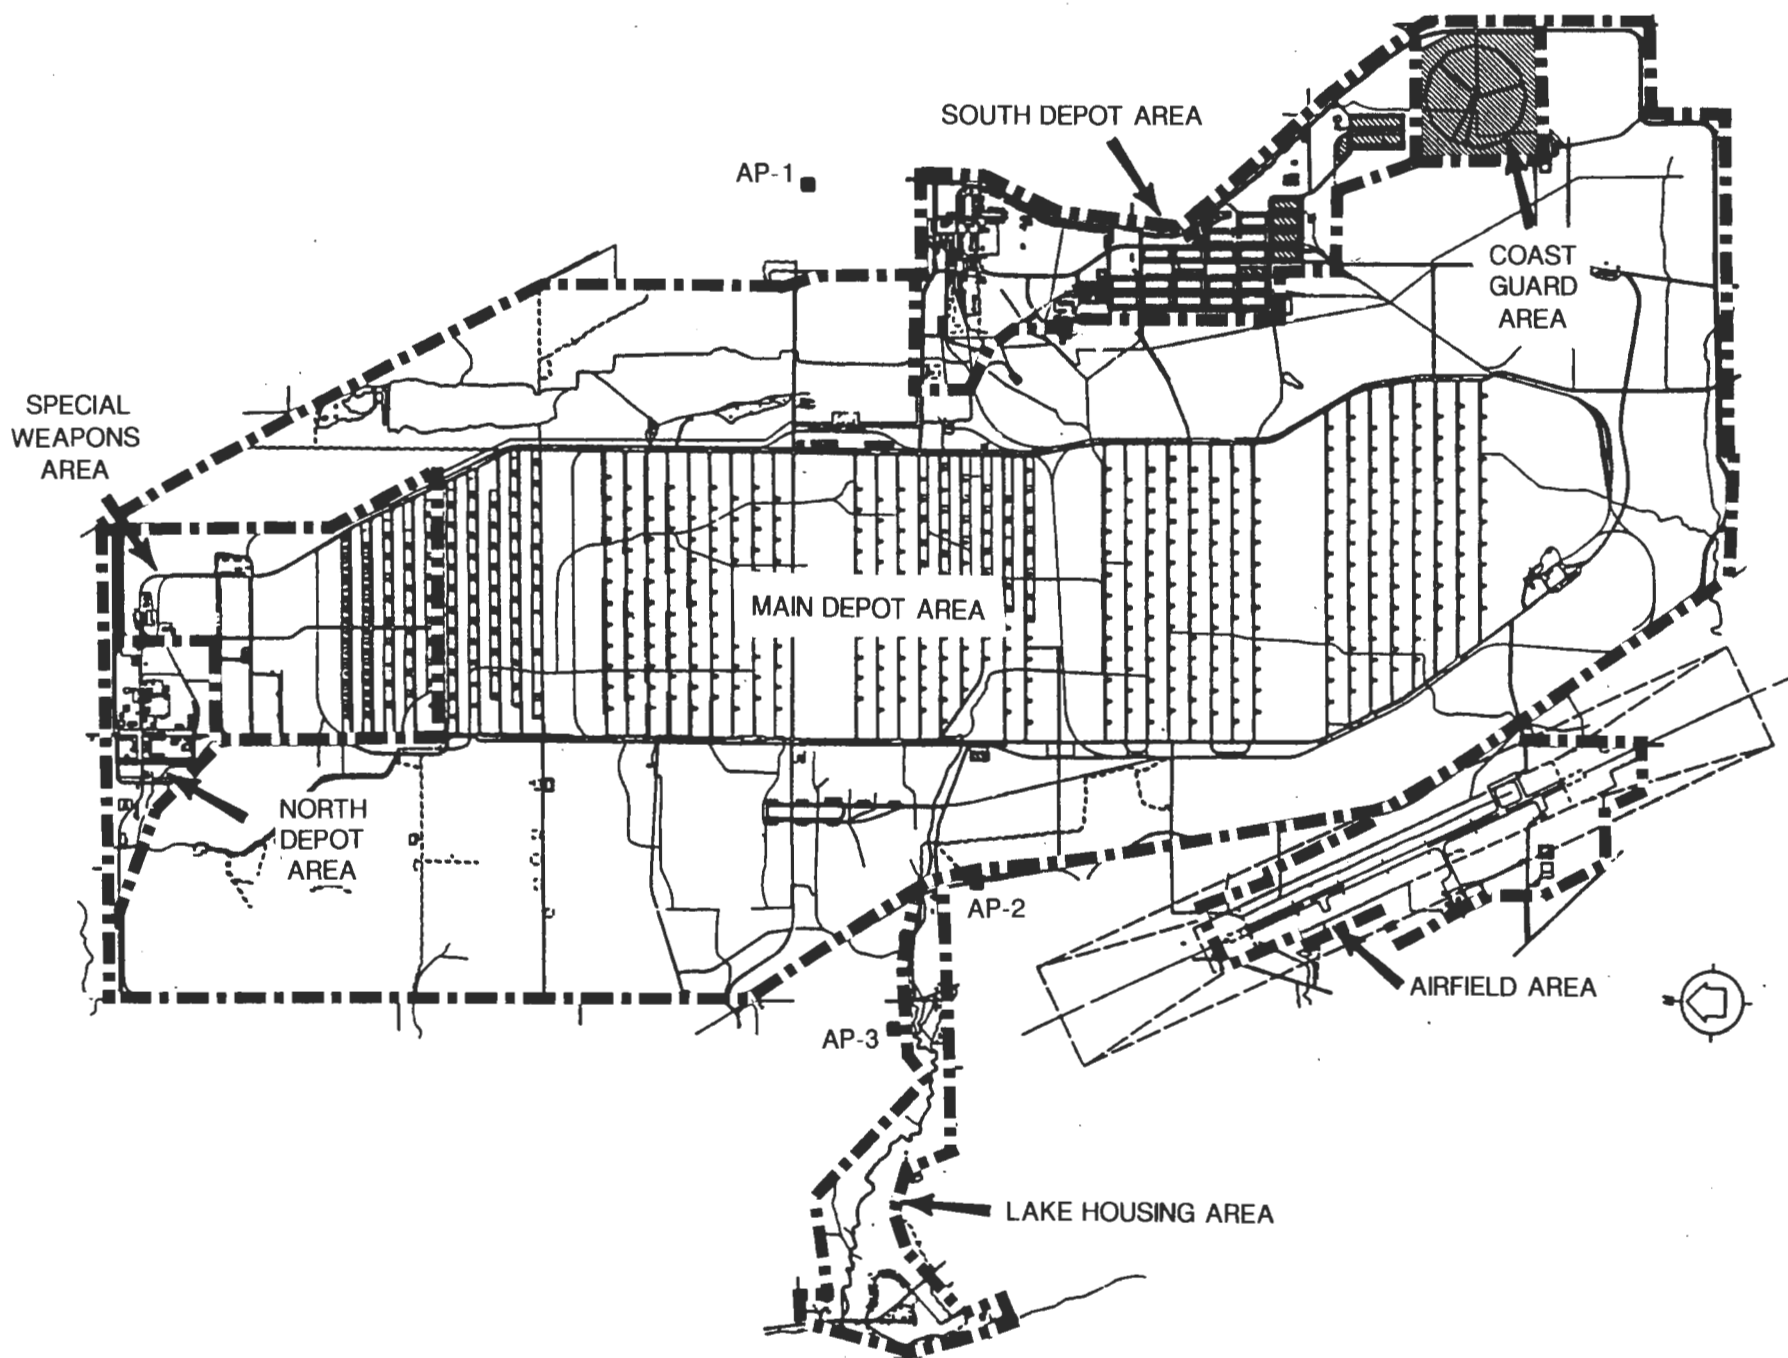 SOUTH DEPOT AREA
AP-1
COAST
GUARD
AREA
SPECIAL
WEAPONS
AREA
MAIN DEPOT AREA
NORTH
DEPOT
AREA
AP-2
AIRFIELD AREA
AP-3
LAKE HOUSING AREA